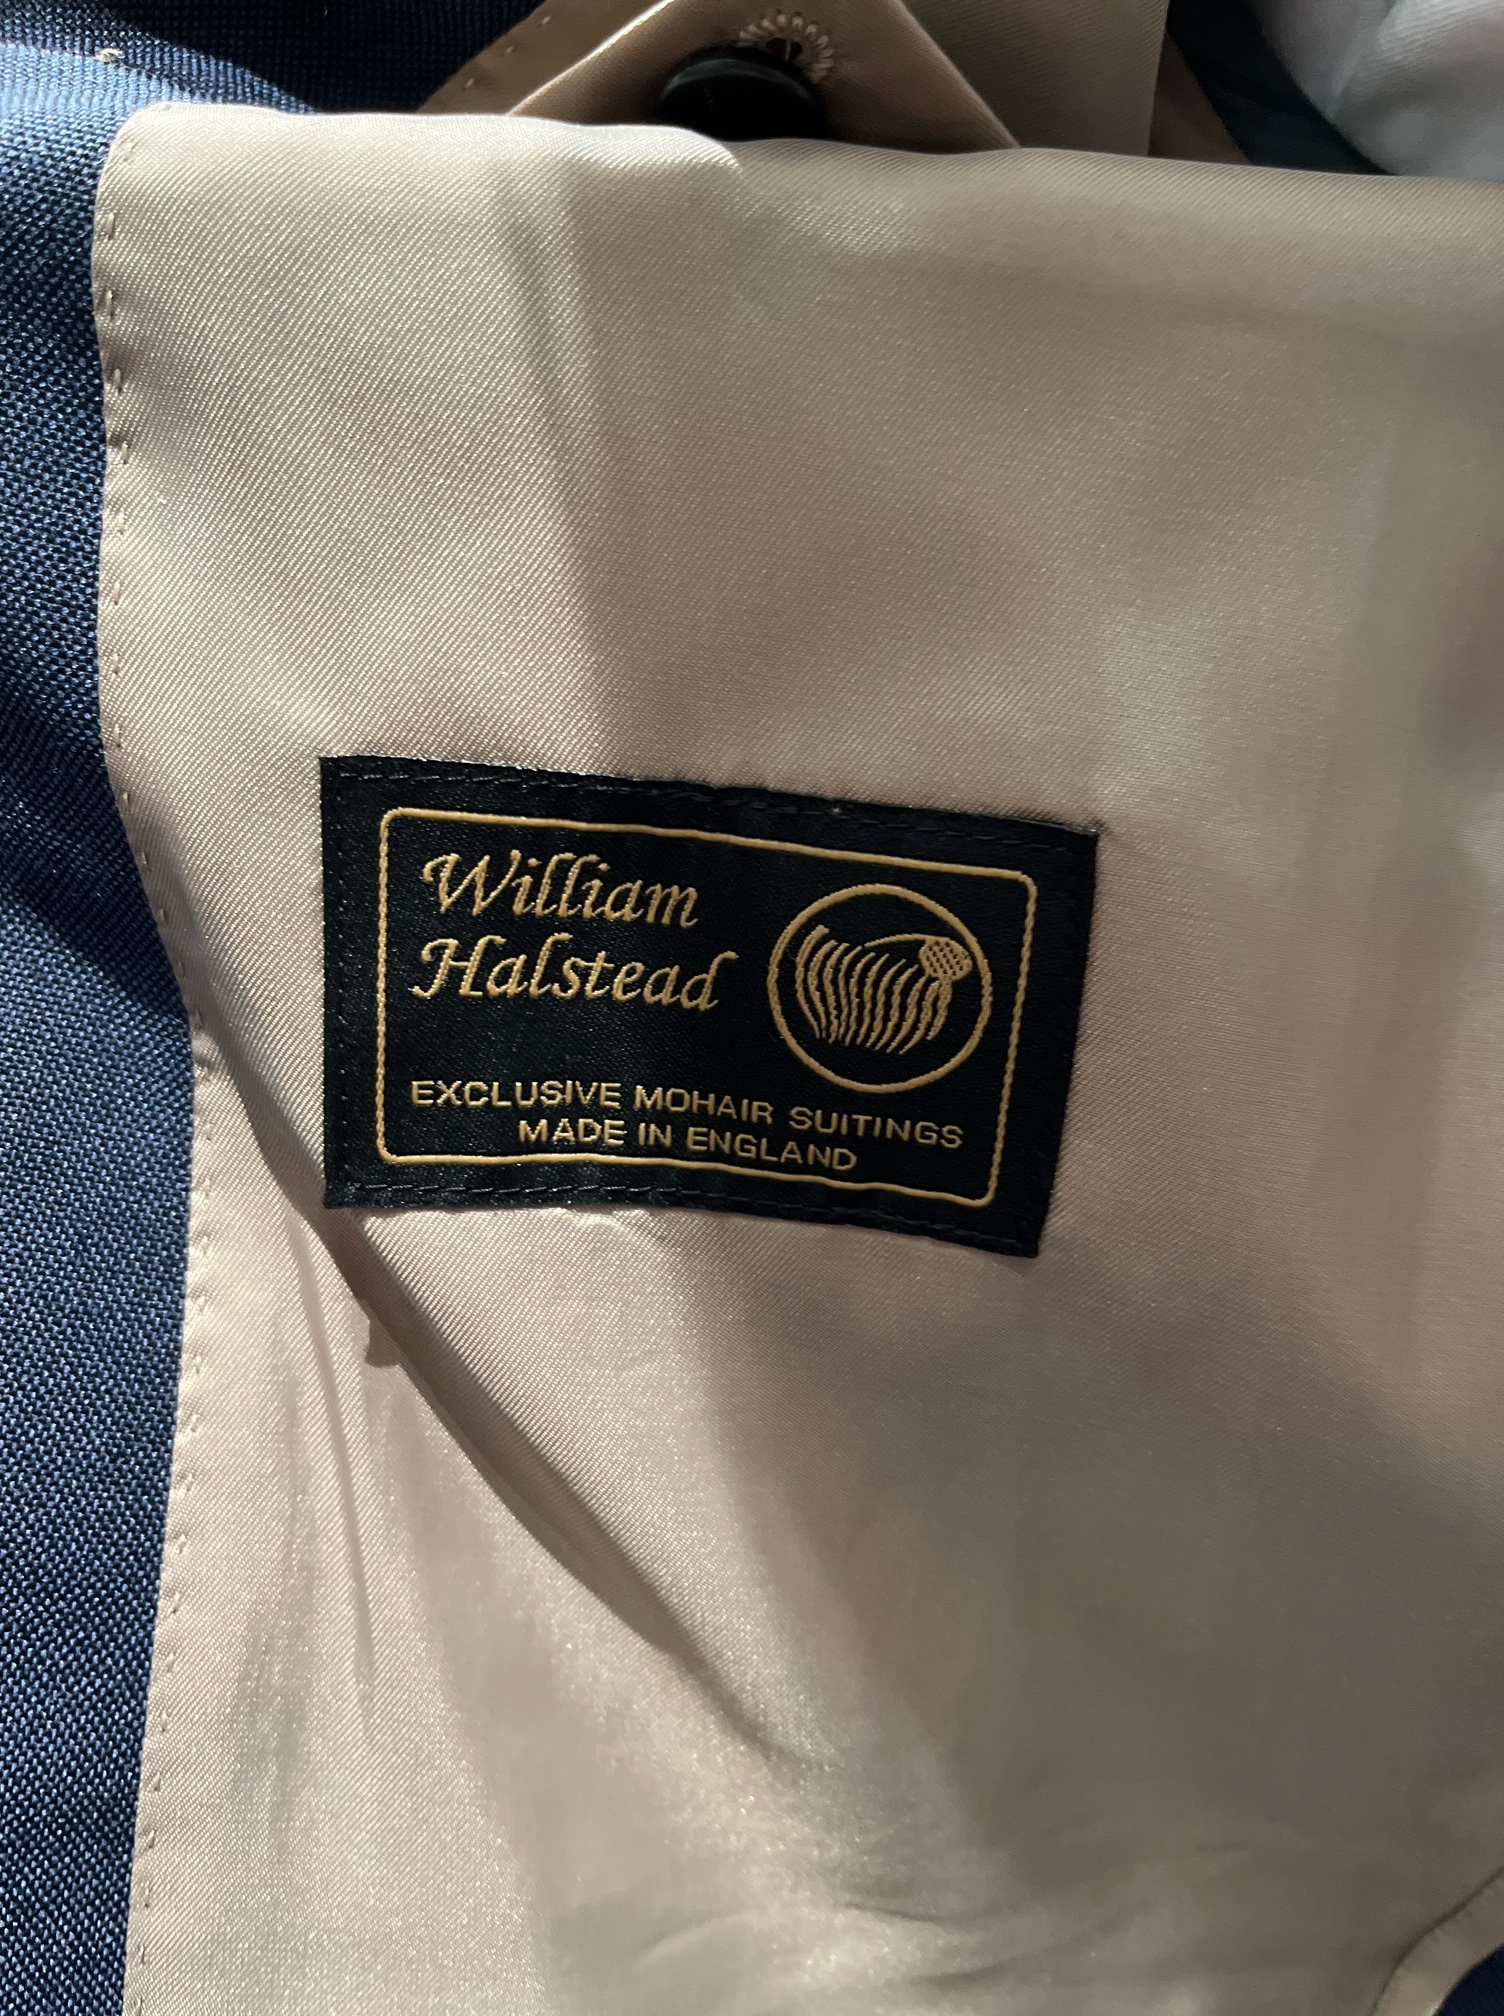 William
Halstead
EXCLUSIVE MOHAIR SUITINGS
MADE IN ENGLAND